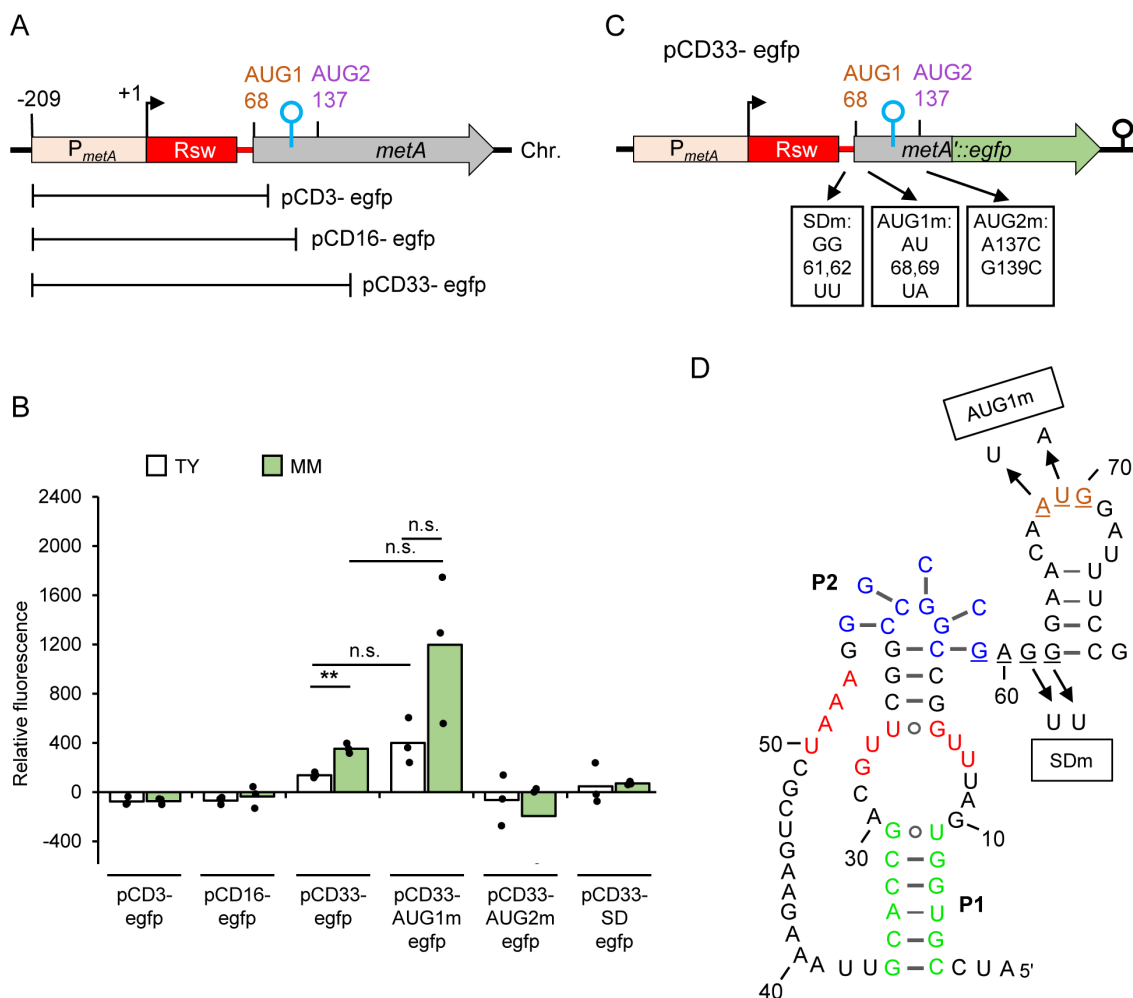 A
-209
+1
AUG1
68
AUG2
137
PmetA
Rsw
metA
Chr.
pCD3- egfp
pCD16- egfp
pCD33- egfp
C
pCD33- egfp
AUG1
68
AUG2
137
PmetA
Rsw
metA'::egfp
SDm:
GG
61,62
UU
AUG1m:
AU
68,69
UA
AUG2m:
A137C
G139C
B
TY
MM
Relative fluorescence
2400
2000
1600
1200
800
400
0
-400
**
n.s.
n.s.
n.s.
pCD3-
egfp
pCD16-
egfp
pCD33-
egfp
pCD33-
AUG1m
egfp
pCD33-
AUG2m
egfp
pCD33-
SD
egfp
D
AUG1m
U
A
A U G
70
A
C
A
A
G
G
G
A
U
U
U
C
C G
P2
G
G
C
C
G
C
G
G
C
C
G
A
60
G
G
U U
SDm
G
A
A
A
U
50
C
G
C
U
G
A
A
G
A
A
A
40
A U U G
G
G
C
U
U
G
C
A
30
C
G
G
U
U
U
A
G
10
G U
C G
C G
A U
C G
G C
P1
C U A 5'